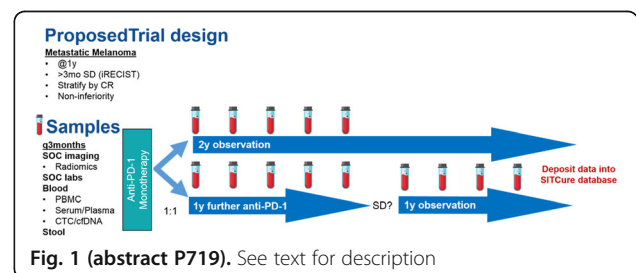 ProposedTrial design
Metastatic Melanoma
• @1y
• >3mo SD (iRECIST)
• Stratify by CR
• Non-inferiority
Samples
q3months
SOC imaging
• Radiomics
SOC labs
Blood
• PBMC
• Serum/Plasma
• CTC/cfDNA
Stool
Anti-PD-1
Monotherapy
1:1
2y observation
1y further anti-PD-1
SD?
1y observation
Deposit data into
SITCure database
Fig. 1 (abstract P719). See text for description